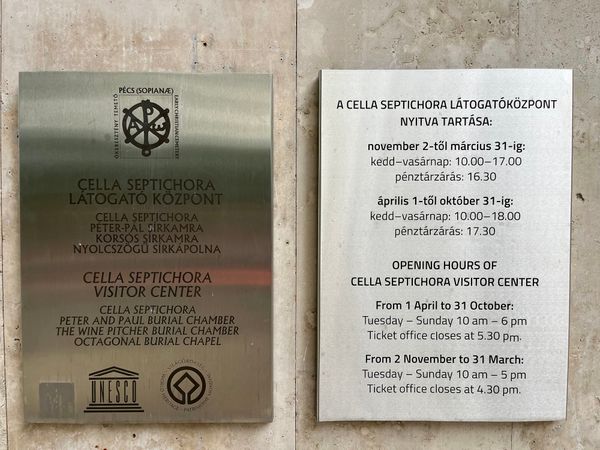 PÉCS (SOPIANÆ)
ÓKERESZTÉNY TEMETŐ
EARLY CHRISTIAN CEMETERY
CELLA SEPTICHORA
LÁTOGATÓ KÖZPONT
CELLA SEPTICHORA
PÉTER-PÁL SÍRKAMRA
KORSÓS SÍRKAMRA
NYOLCSZÖGŰ SÍRKÁPOLNA
CELLA SEPTICHORA
VISITOR CENTER
CELLA SEPTICHORA
PETER AND PAUL BURIAL CHAMBER
THE WINE PITCHER BURIAL CHAMBER
OCTAGONAL BURIAL CHAPEL
UNESCO
A CELLA SEPTICHORA LÁTOGATÓKÖZPONT
NYITVA TARTÁSA:
november 2-től március 31-ig:
kedd–vasárnap: 10.00–17.00
pénztárzárás: 16.30
április 1-től október 31-ig:
kedd–vasárnap: 10.00–18.00
pénztárzárás: 17.30
OPENING HOURS OF
CELLA SEPTICHORA VISITOR CENTER
From 1 April to 31 October:
Tuesday – Sunday 10 am – 6 pm
Ticket office closes at 5.30 pm.
From 2 November to 31 March:
Tuesday – Sunday 10 am – 5 pm
Ticket office closes at 4.30 pm.